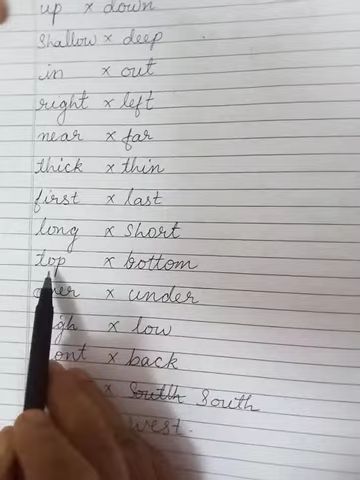 up x down
shallow x deep
in x out
right x left
near x far
thick x thin
first x last
long x short
top x bottom
x under
x low
x back
x South South
west.